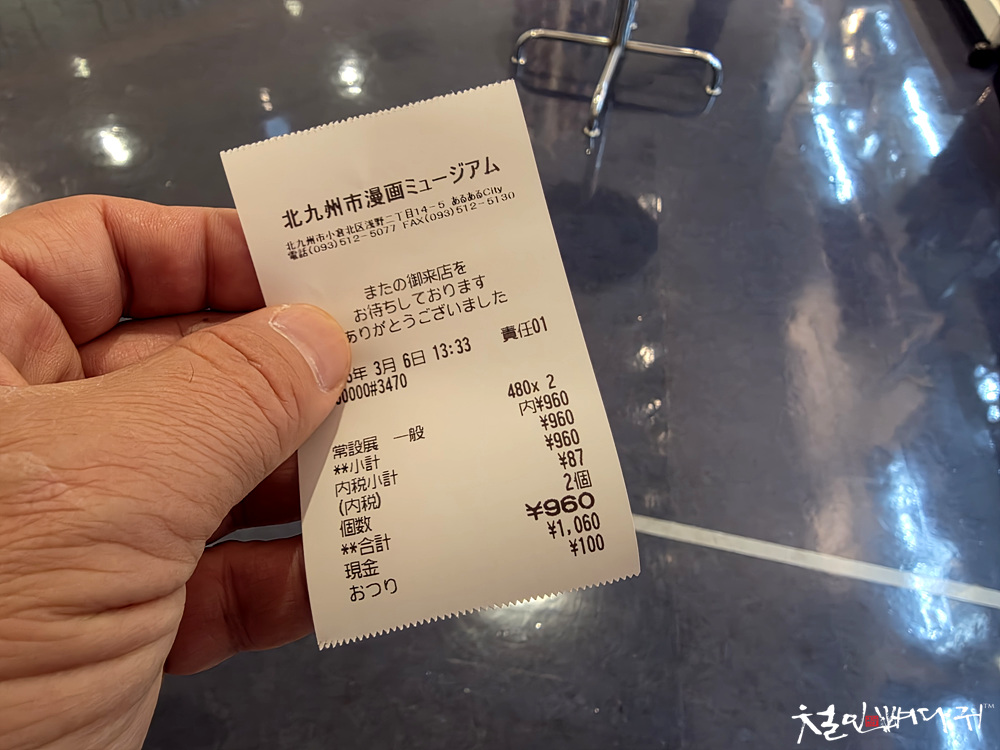 北九州市漫画ミュージアム
北九州市小倉北区浅野二丁目14-5 あるあるCity
電話(093)512-5077 FAX(093)512-5130
またの御来店を
お待ちしております
ありがとうございました
年 3月 6日 13:33 責任01
0000#3470
480x 2
常設展 一般 内¥960
**小計 ¥960
内税小計 ¥960
(内税) ¥87
個数 2個
**合計 ¥960
現金 ¥1,060
おつり ¥100